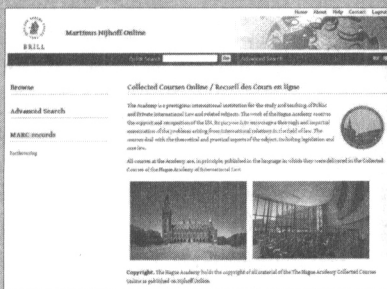 Home About Help Contact Logout
BRILL
Martinus Nijhoff Online
Quick Search Go Advanced Search
Browse
Advanced Search
MARC records
Forthcoming
Collected Courses Online / Recueil des Cours en ligne
The Academy is a prestigious international institution for the study and teaching of Public
and Private International Law and related subjects. The work of the Hague Academy receives
the support and recognition of the UN. Its purpose is to encourage a thorough and impartial
examination of the problems arising from international relations in the field of law. The
courses deal with the theoretical and practical aspects of the subject, including legislation and
case law.
All courses at the Academy are, in principle, published in the language in which they were delivered in the Collected
Courses of the Hague Academy of International Law.
Copyright. The Hague Academy holds the copyright of all material of the The Hague Academy Collected Courses
Online as published on Nijhoff Online.